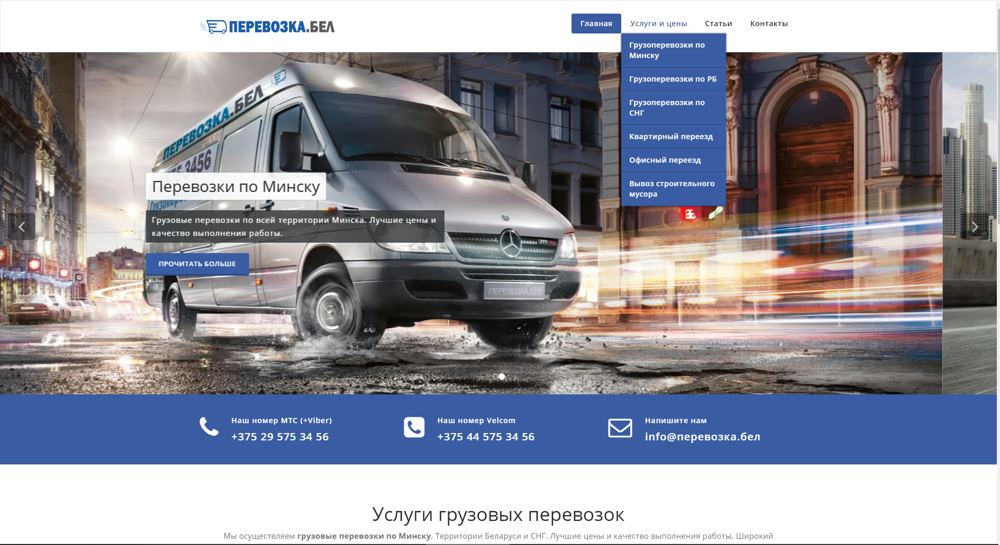 ПЕРЕВОЗКА.БЕЛ
Главная
Услуги и цены
Статьи
Контакты
Грузоперевозки по
Минску
Грузоперевозки по РБ
Грузоперевозки по
СНГ
Квартирный переезд
Офисный переезд
Вывоз строительного
мусора
ПЕРЕВОЗКА.БЕЛ
75-3456
Перевозки по Минску
Грузовые перевозки по всей территории Минска. Лучшие цены и
качество выполнения работы.
ПРОЧИТАТЬ БОЛЬШЕ
ПЕРЕВОЗКА.БЕЛ
Наш номер МТС (+Viber)
+375 29 575 34 56
Наш номер Velcom
+375 44 575 34 56
Напишите нам
info@перевозка.бел
Услуги грузовых перевозок
Мы осуществляем грузовые перевозки по Минску, Территории Беларуси и СНГ. Лучшие цены и качество выполнения работы. Широкий